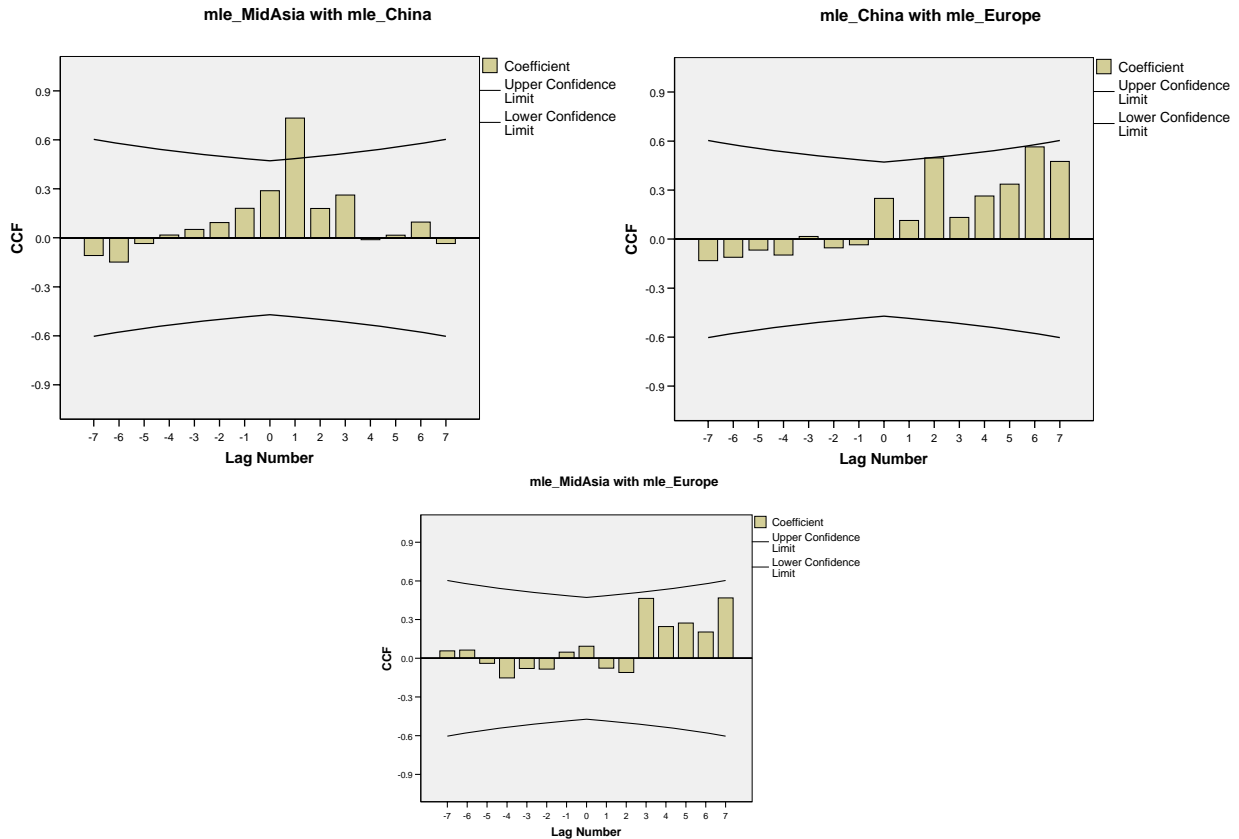 mle_MidAsia with mle_China
0.9
0.6
0.3
0.0
-0.3
-0.6
-0.9
CCF
-7 -6 -5 -4 -3 -2 -1 0 1 2 3 4 5 6 7
Lag Number
Coefficient
Upper Confidence
Limit
Lower Confidence
Limit
mle_China with mle_Europe
0.9
0.6
0.3
0.0
-0.3
-0.6
-0.9
CCF
-7 -6 -5 -4 -3 -2 -1 0 1 2 3 4 5 6 7
Lag Number
Coefficient
Upper Confidence
Limit
Lower Confidence
Limit
mle_MidAsia with mle_Europe
0.9
0.6
0.3
0.0
-0.3
-0.6
-0.9
CCF
-7 -6 -5 -4 -3 -2 -1 0 1 2 3 4 5 6 7
Lag Number
Coefficient
Upper Confidence
Limit
Lower Confidence
Limit